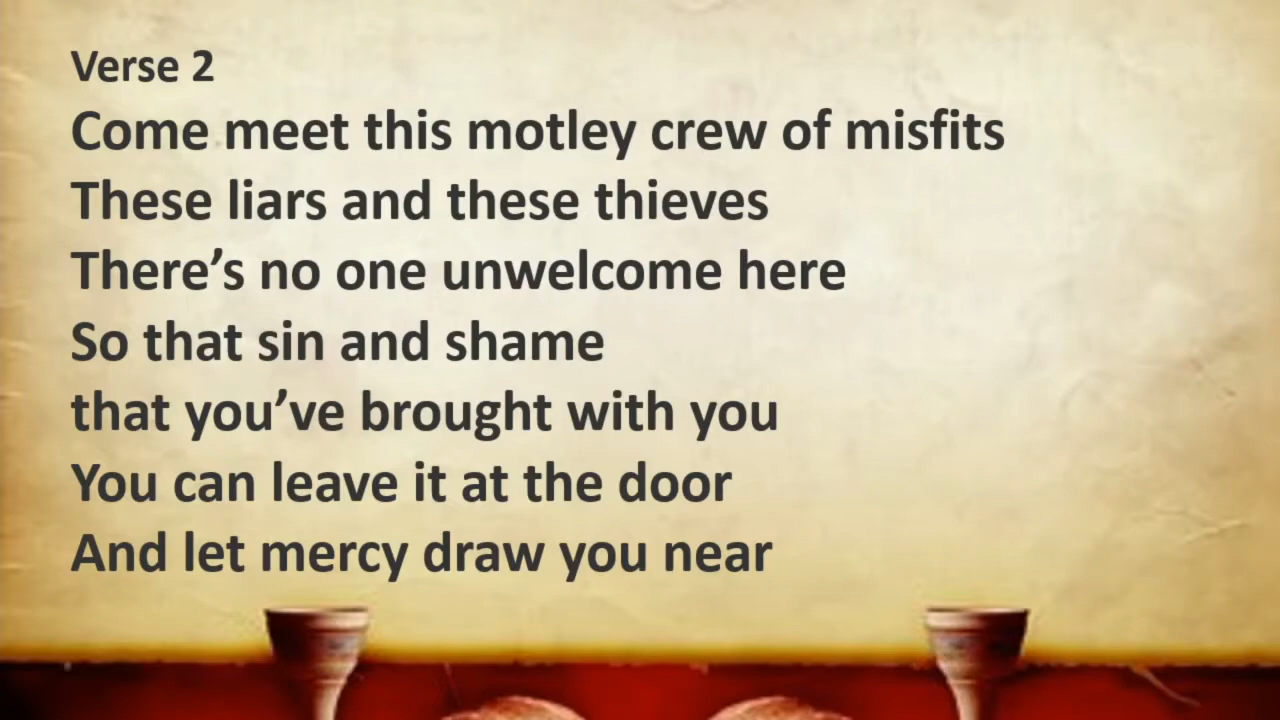 Verse 2
Come meet this motley crew of misfits
These liars and these thieves
There’s no one unwelcome here
So that sin and shame
that you’ve brought with you
You can leave it at the door
And let mercy draw you near